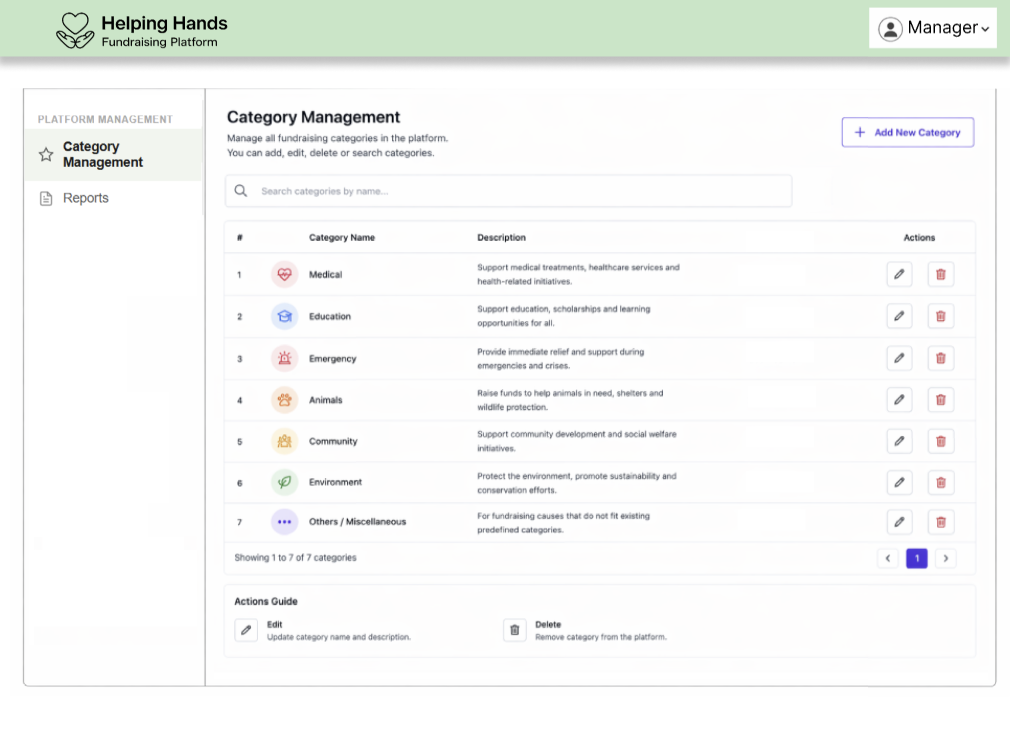 Helping Hands
Fundraising Platform
Manager
PLATFORM MANAGEMENT
Category
Management
Reports
Category Management
Manage all fundraising categories in the platform.
You can add, edit, delete or search categories.
+ Add New Category
Search categories by name...
# Category Name Description Actions
1 Medical Support medical treatments, healthcare services and
health-related initiatives.
2 Education Support education, scholarships and learning
opportunities for all.
3 Emergency Provide immediate relief and support during
emergencies and crises.
4 Animals Raise funds to help animals in need, shelters and
wildlife protection.
5 Community Support community development and social welfare
initiatives.
6 Environment Protect the environment, promote sustainability and
conservation efforts.
7 Others / Miscellaneous For fundraising causes that do not fit existing
predefined categories.
Showing 1 to 7 of 7 categories
1
Actions Guide
Edit
Update category name and description.
Delete
Remove category from the platform.